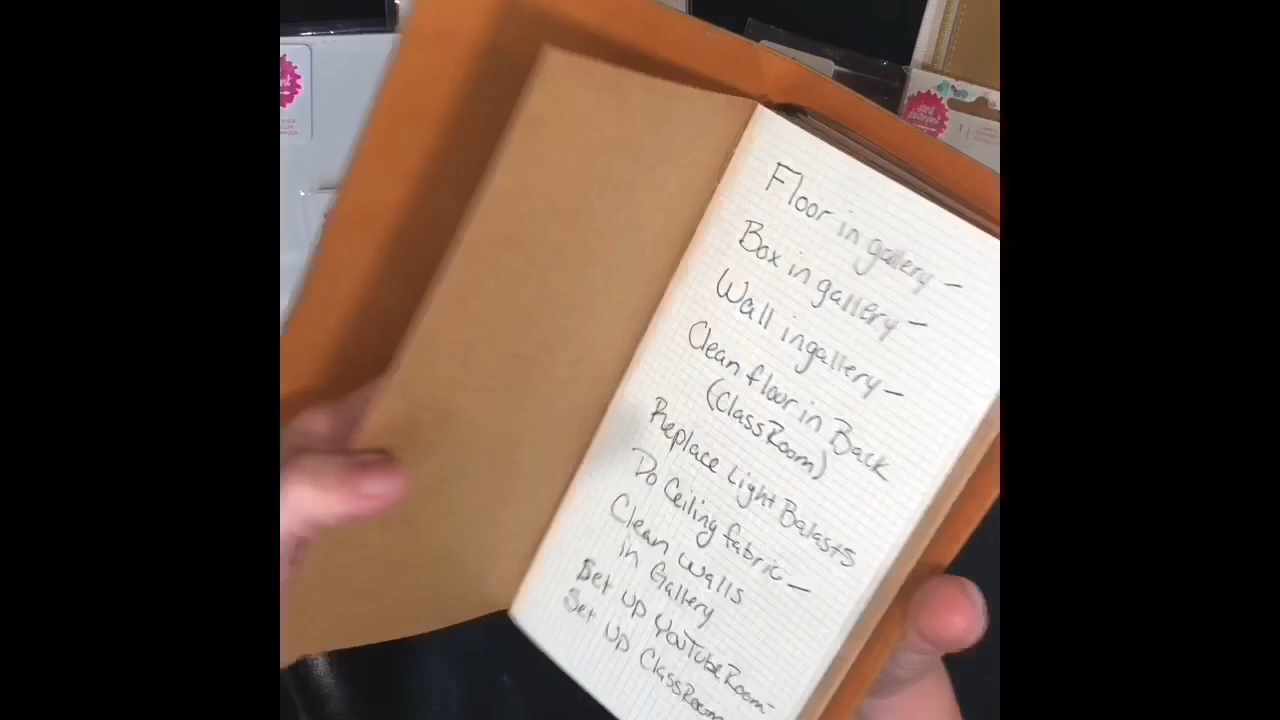 Floor in gallery -
Box in gallery -
Wall in gallery -
Clean floor in Back
(ClassRoom)
Replace Light Balasts
Do Ceiling fabric -
Clean walls
in Gallery
Set up YouTube Room -
Set up ClassRoom